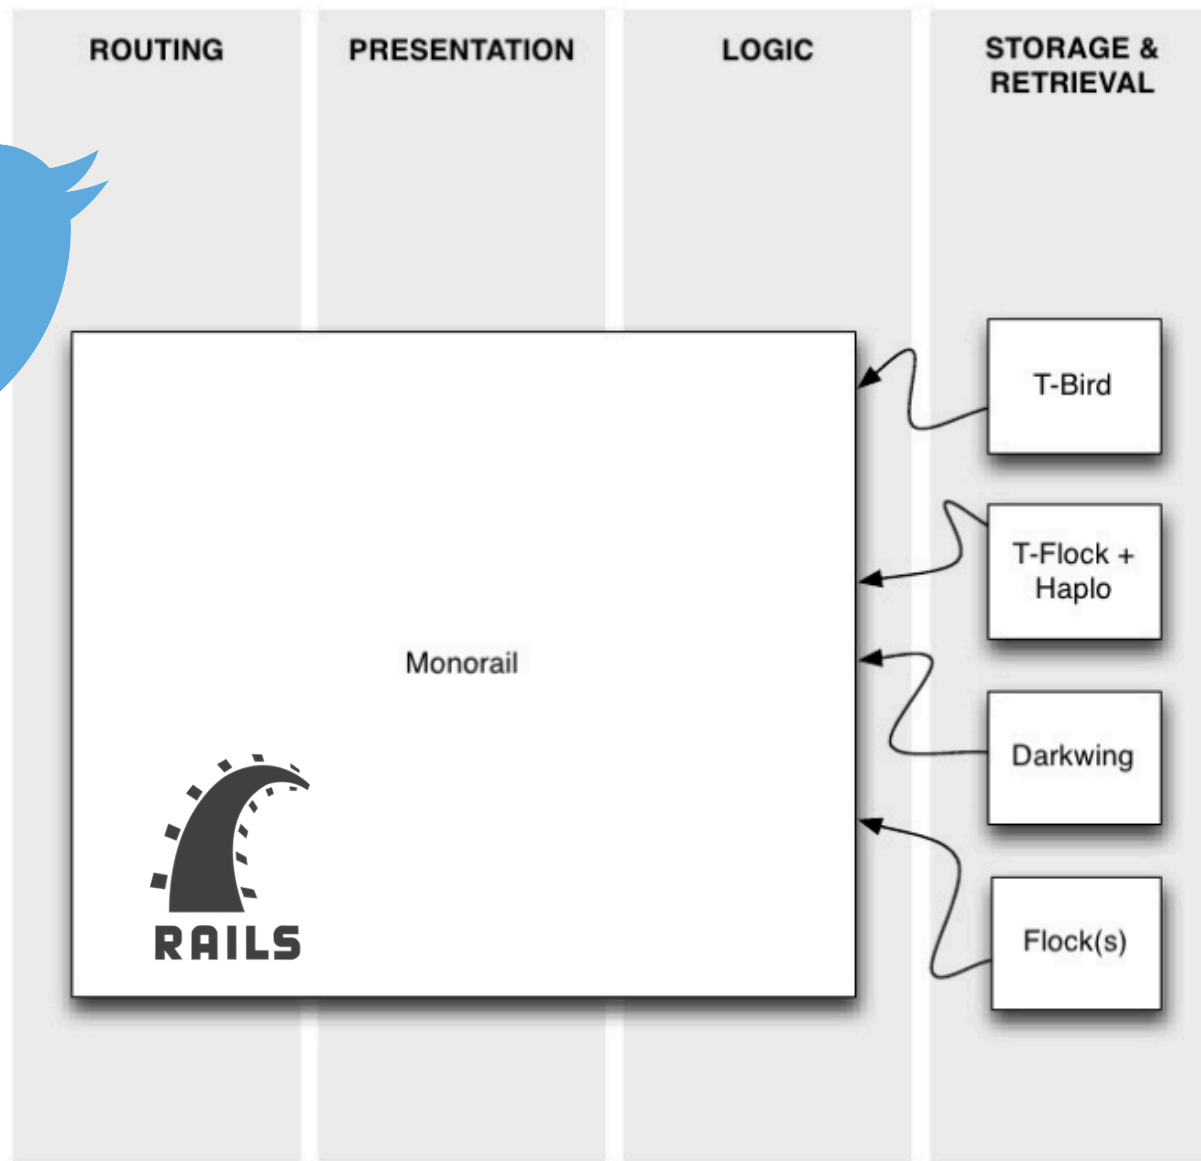 ROUTING
PRESENTATION
LOGIC
STORAGE &
RETRIEVAL
T-Bird
T-Flock +
Haplo
Monorail
Darkwing
RAILS
Flock(s)